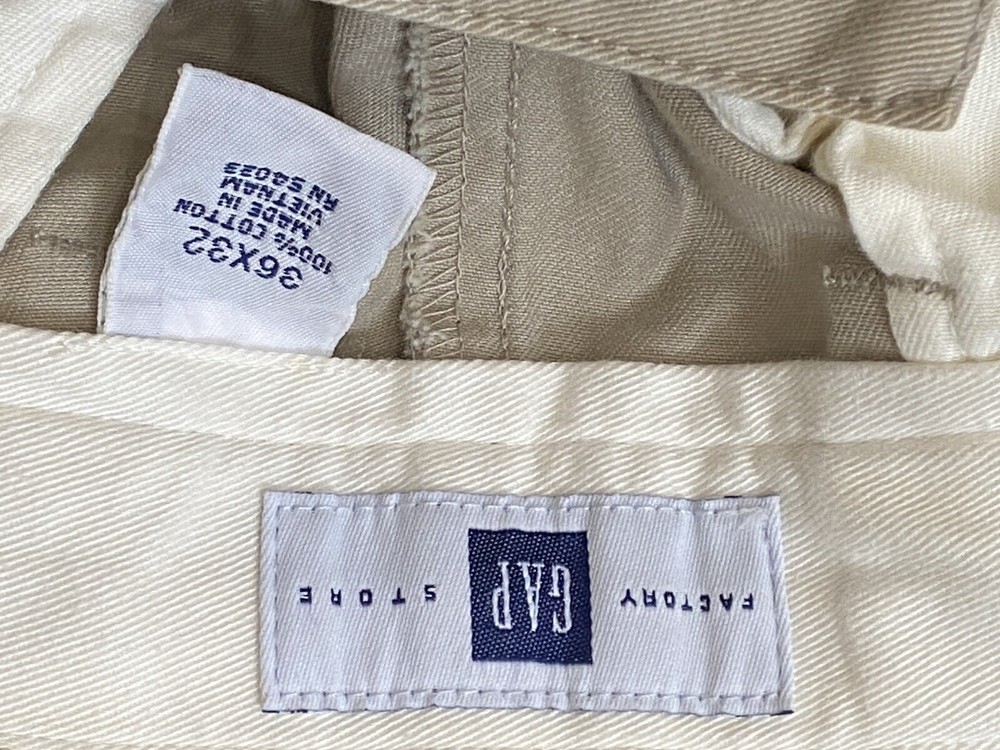 36X32
100% COTTON
MADE IN
VIETNAM
RN 54023
FACTORY GAP STORE